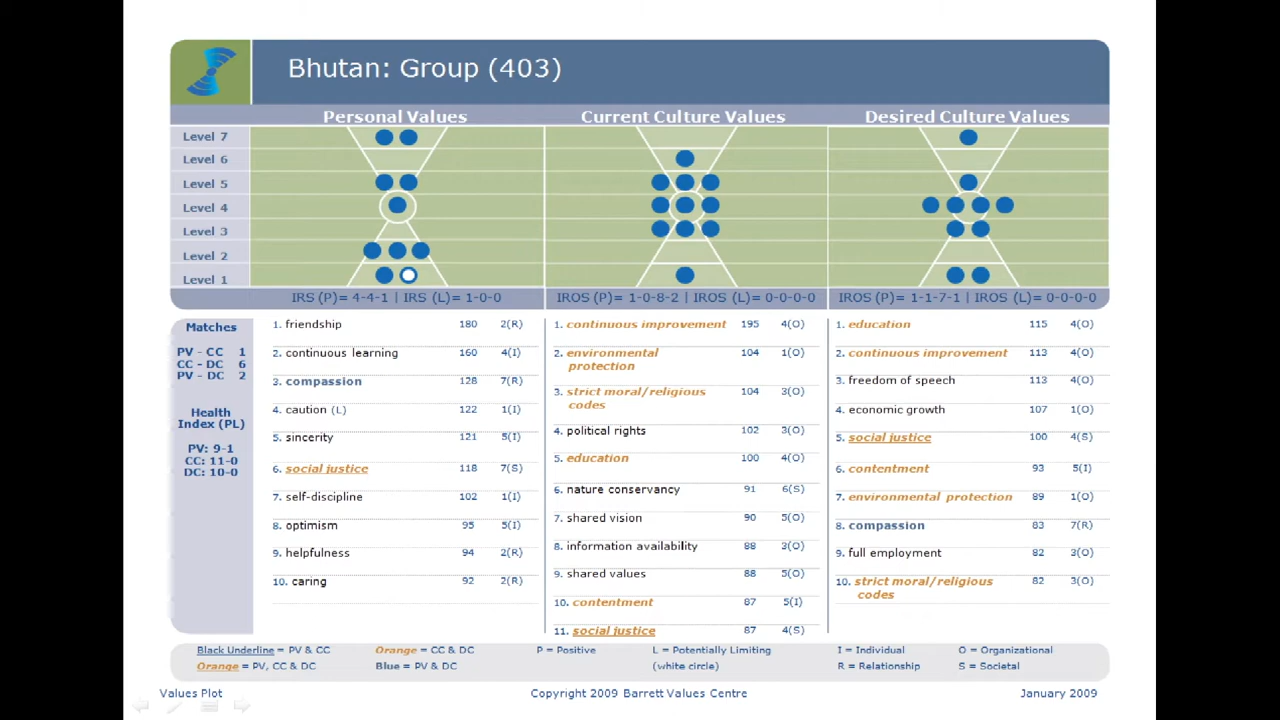 Bhutan: Group (403)
Personal Values
Current Culture Values
Desired Culture Values
Level 7
Level 6
Level 5
Level 4
Level 3
Level 2
Level 1
IRS (P)= 4-4-1 | IRS (L)= 1-0-0
IROS (P)= 1-0-8-2 | IROS (L)= 0-0-0-0
IROS (P)= 1-1-7-1 | IROS (L)= 0-0-0-0
Matches
PV - CC 1
CC - DC 6
PV - DC 2
Health
Index (PL)
PV: 9-1
CC: 11-0
DC: 10-0
1. friendship 180 2(R)
2. continuous learning 160 4(I)
3. compassion 128 7(R)
4. caution (L) 122 1(I)
5. sincerity 121 5(I)
6. social justice 118 7(S)
7. self-discipline 102 1(I)
8. optimism 95 5(I)
9. helpfulness 94 2(R)
10. caring 92 2(R)
1. continuous improvement 195 4(O)
2. environmental 104 1(O)
protection
3. strict moral/religious 104 3(O)
codes
4. political rights 102 3(O)
5. education 100 4(O)
6. nature conservancy 91 6(S)
7. shared vision 90 5(O)
8. information availability 88 3(O)
9. shared values 88 5(O)
10. contentment 87 5(I)
11. social justice 87 4(S)
1. education 115 4(O)
2. continuous improvement 113 4(O)
3. freedom of speech 113 4(O)
4. economic growth 107 1(O)
5. social justice 100 4(S)
6. contentment 93 5(I)
7. environmental protection 89 1(O)
8. compassion 83 7(R)
9. full employment 82 3(O)
10. strict moral/religious 82 3(O)
codes
Black Underline = PV & CC
Orange = CC & DC
P = Positive
L = Potentially Limiting
I = Individual
O = Organizational
Orange = PV, CC & DC
Blue = PV & DC
(white circle)
R = Relationship
S = Societal
Values Plot
Copyright 2009 Barrett Values Centre
January 2009